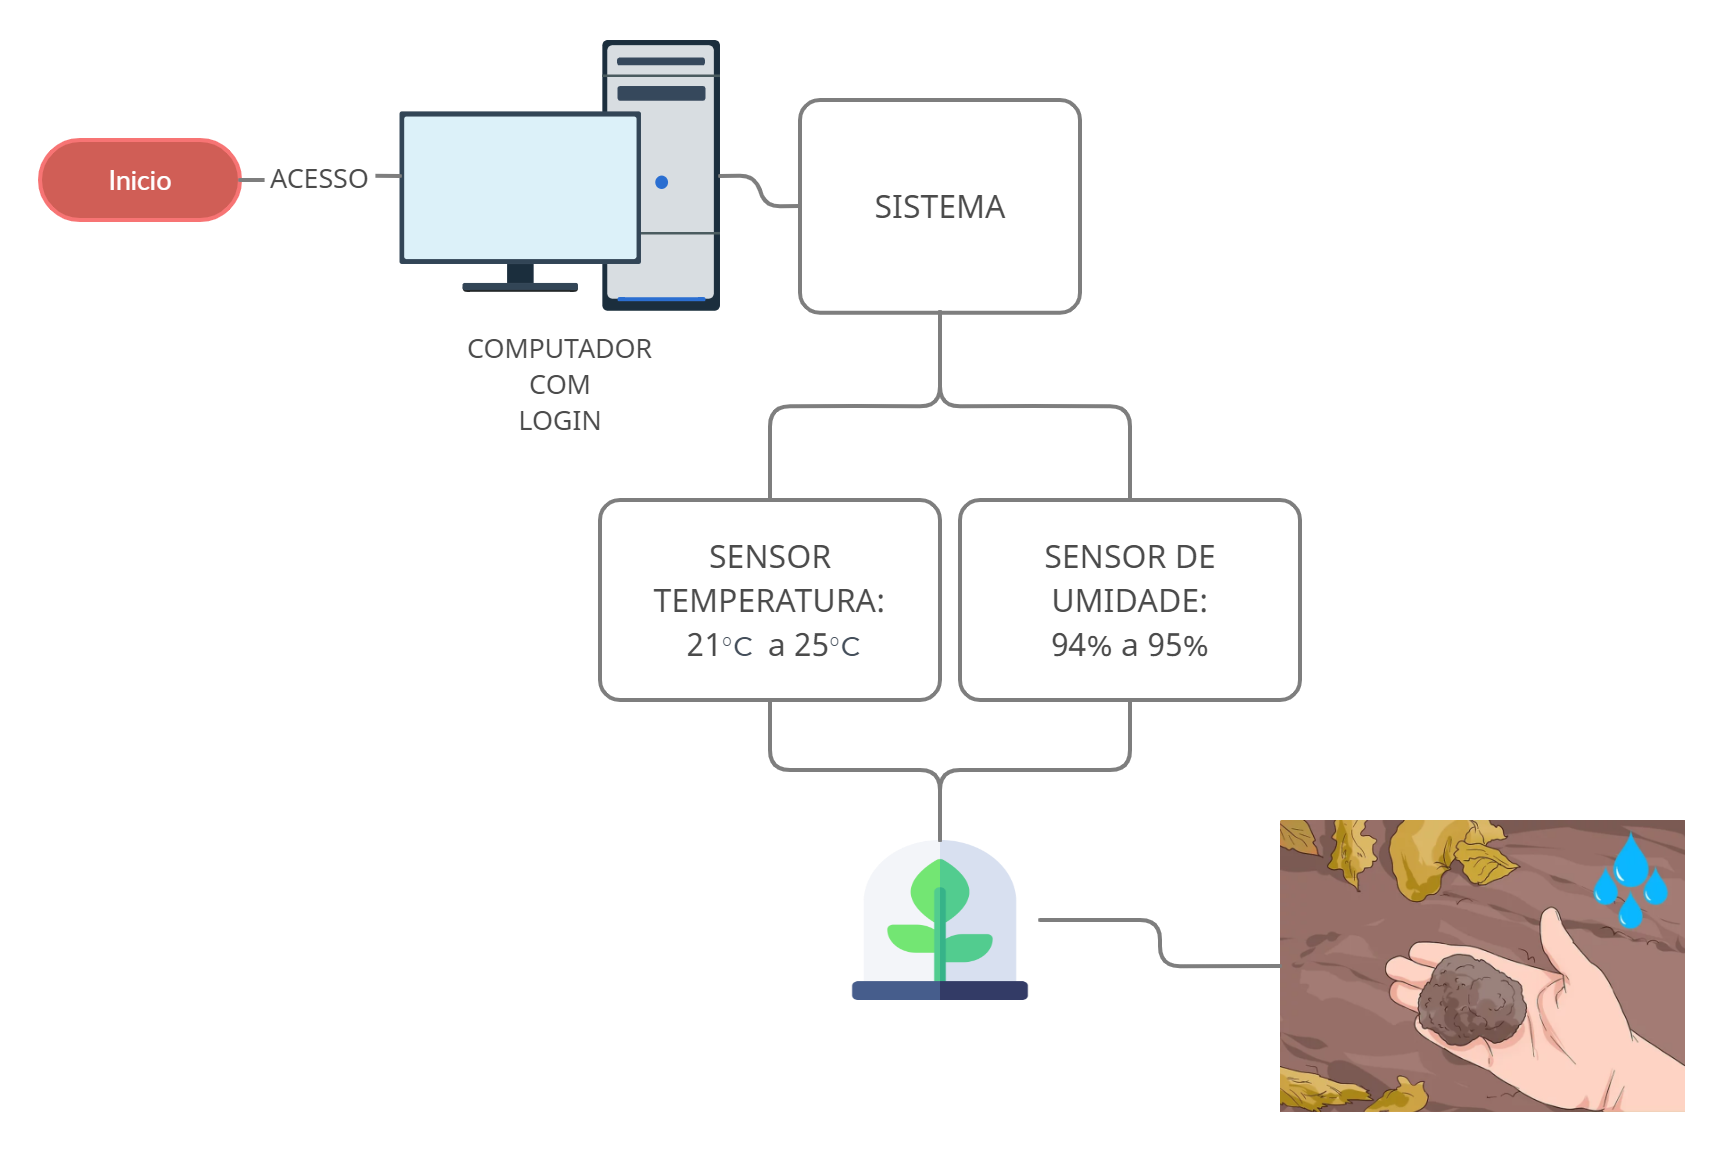 Inicio
ACESSO
COMPUTADOR
COM
LOGIN
SISTEMA
SENSOR
TEMPERATURA:
21°C a 25°C
SENSOR DE
UMIDADE:
94% a 95%